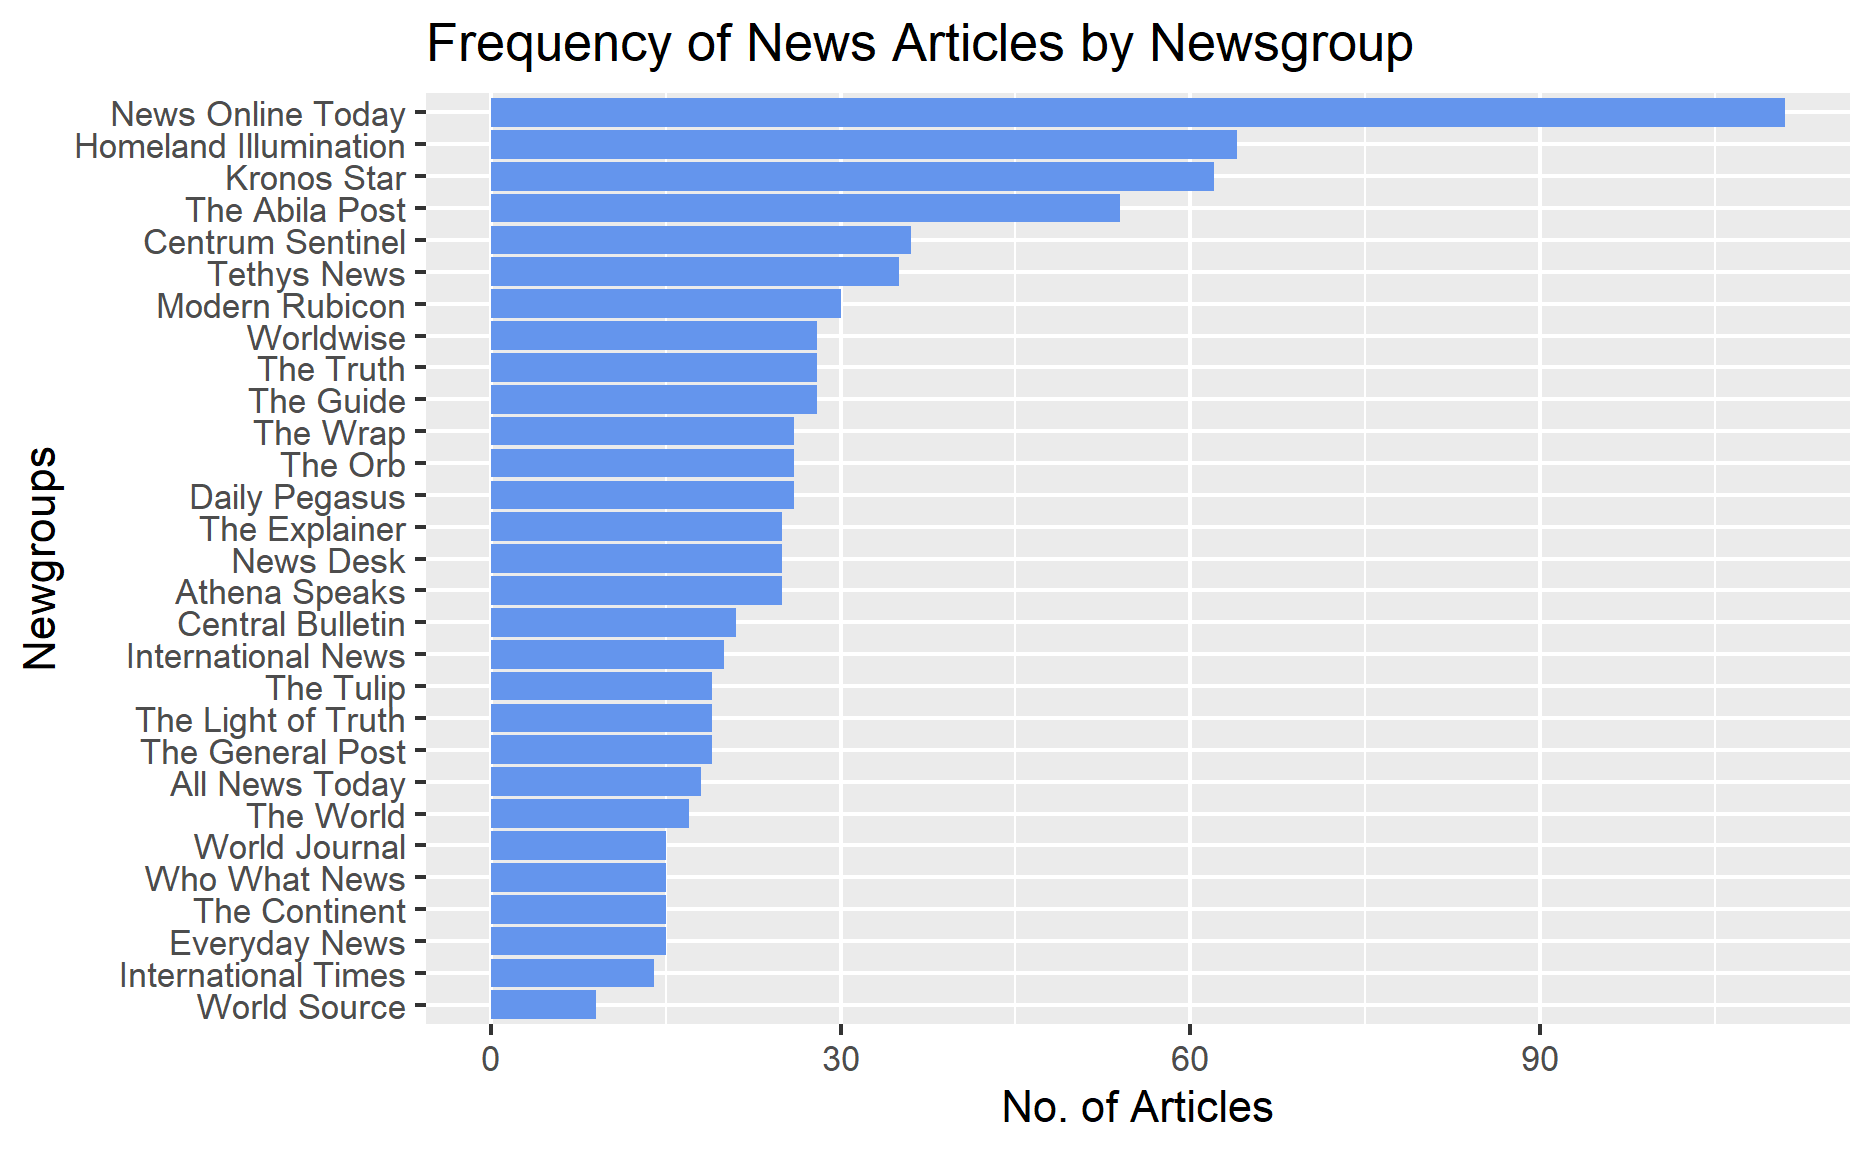 Frequency of News Articles by Newsgroup
Newgroups
News Online Today
Homeland Illumination
Kronos Star
The Abila Post
Centrum Sentinel
Tethys News
Modern Rubicon
Worldwise
The Truth
The Guide
The Wrap
The Orb
Daily Pegasus
The Explainer
News Desk
Athena Speaks
Central Bulletin
International News
The Tulip
The Light of Truth
The General Post
All News Today
The World
World Journal
Who What News
The Continent
Everyday News
International Times
World Source
0 30 60 90
No. of Articles